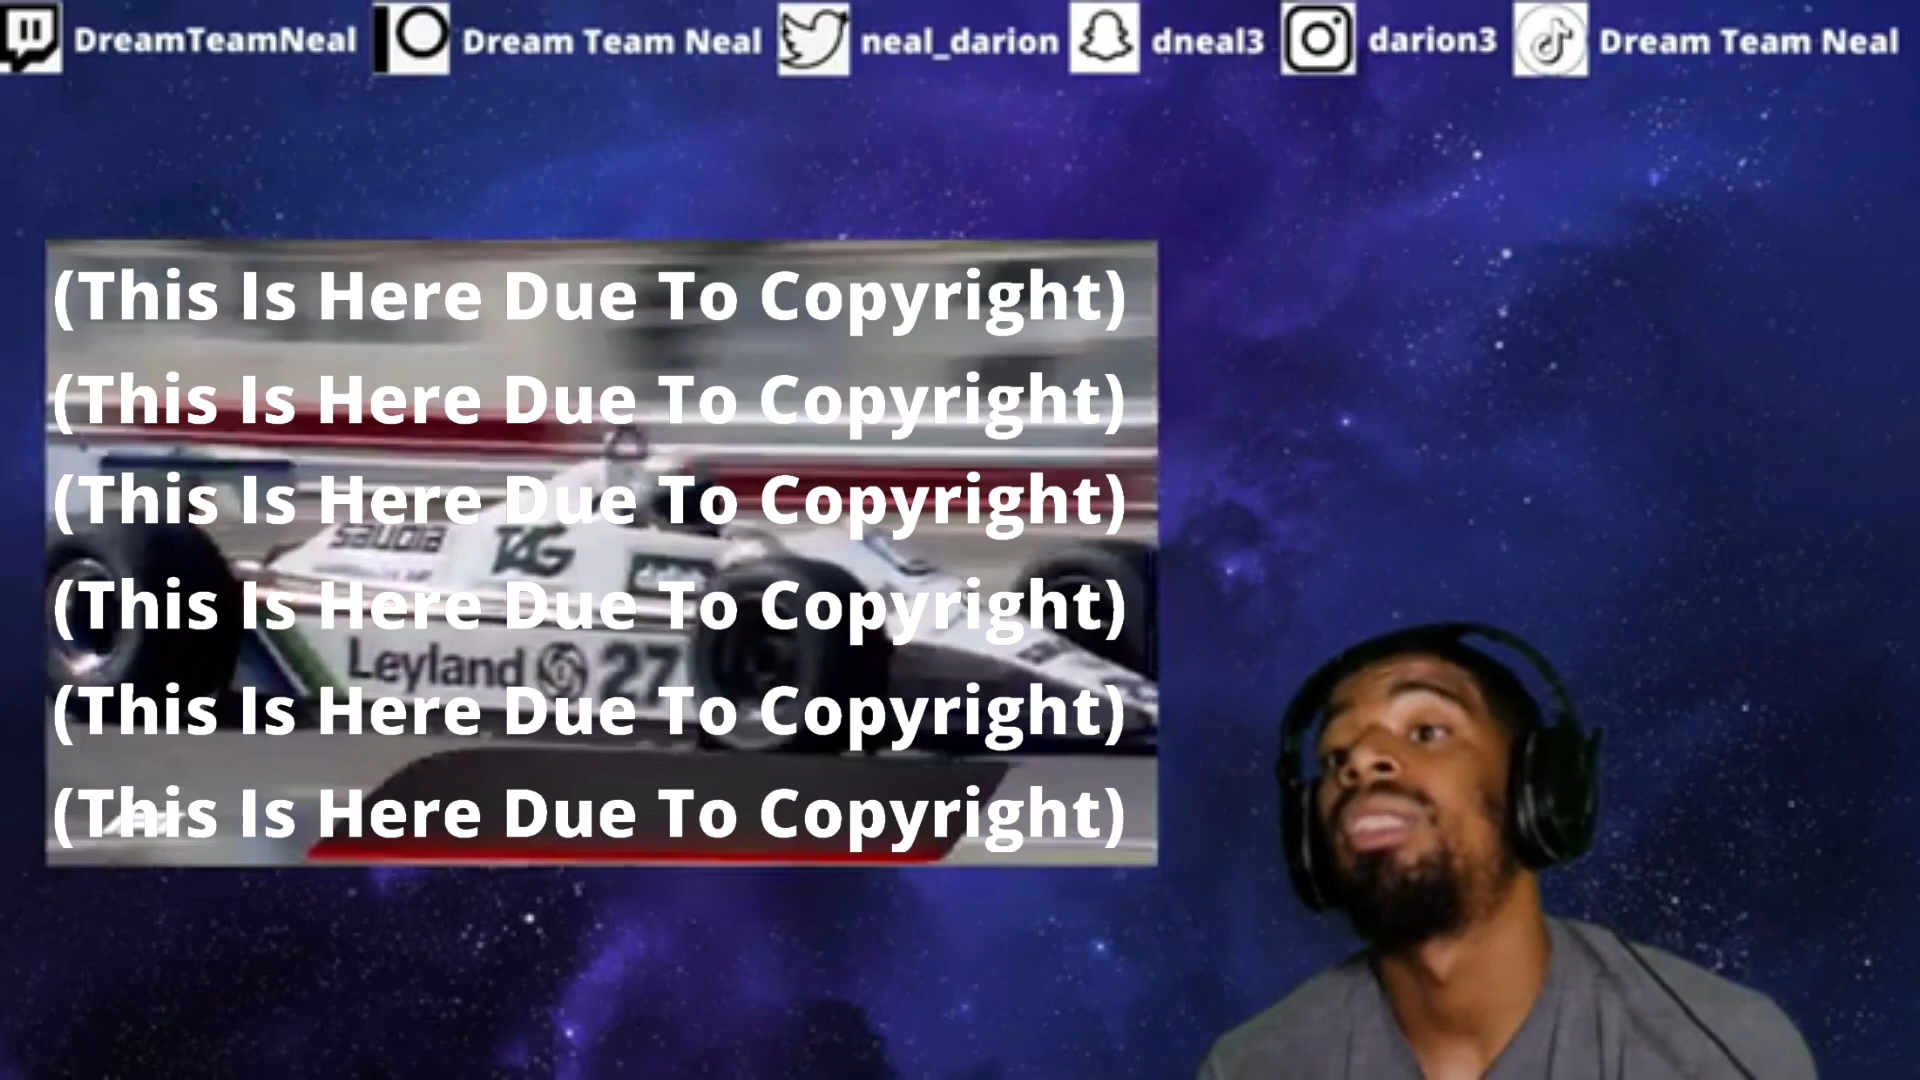 DreamTeamNeal Dream Team Neal neal_darion dneal3 darion3 Dream Team Neal
(This Is Here Due To Copyright)
(This Is Here Due To Copyright)
(This Is Here Due To Copyright)
saudia TAG
(This Is Here Due To Copyright)
Leyland 27
(This Is Here Due To Copyright)
(This Is Here Due To Copyright)